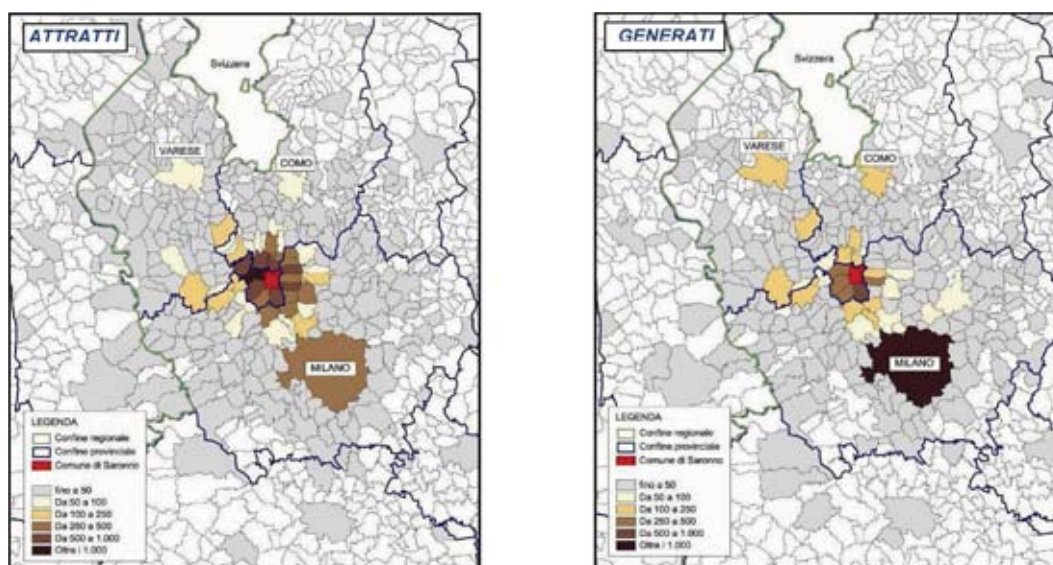 ATTRATTI
Svizzera
VARESE
COMO
MILANO
LEGENDA
Confine regionale
Confine provinciale
Comune di Saronno
fino a 50
Da 50 a 100
Da 100 a 250
Da 250 a 500
Da 500 a 1.000
Oltre i 1.000
GENERATI
Svizzera
VARESE
COMO
MILANO
LEGENDA
Confine regionale
Confine provinciale
Comune di Saronno
fino a 50
Da 50 a 100
Da 100 a 250
Da 250 a 500
Da 500 a 1.000
Oltre i 1.000